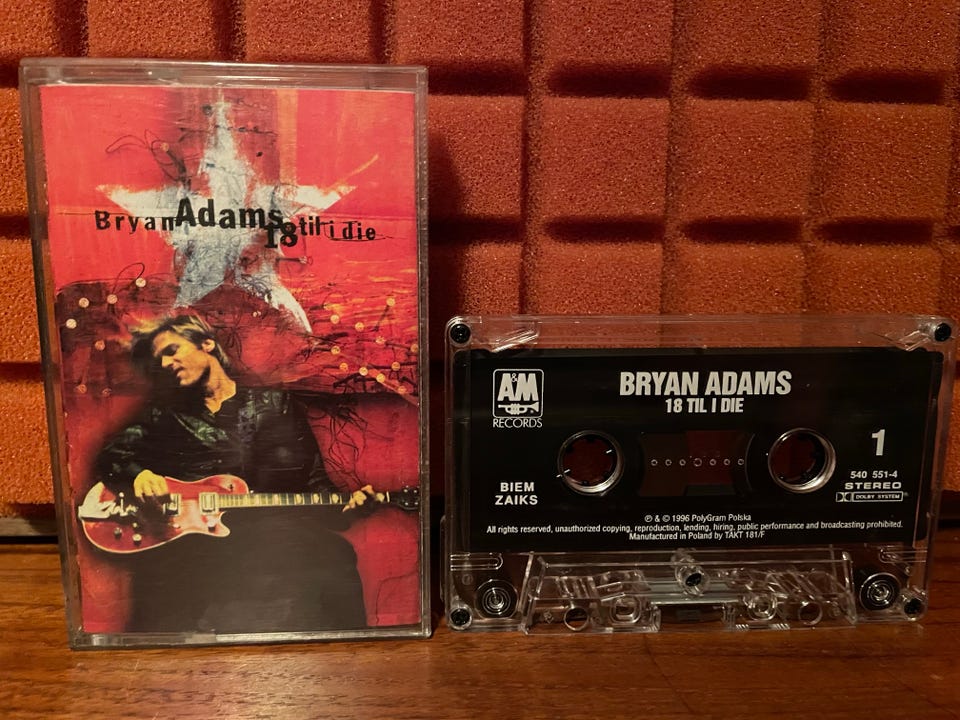 Bryan Adams 18 til i die
A&M
RECORDS
BRYAN ADAMS
18 TIL I DIE
1
540 551-4
STEREO
DOLBY SYSTEM
BIEM
ZAIKS
℗ & © 1996 PolyGram Polska
All rights reserved, unauthorized copying, reproduction, lending, hiring, public performance and broadcasting prohibited.
Manufactured in Poland by TAKT 181/F